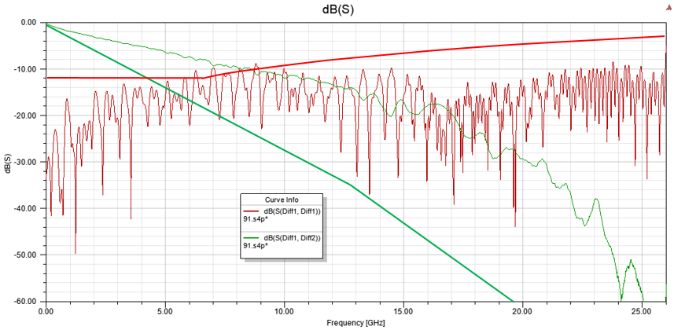 dB(S)
0.00
-10.00
-20.00
-30.00
-40.00
-50.00
-60.00
dB(S)
Curve Info
dB(S(Diff1, Diff1))
91.s4p*
dB(S(Diff1, Diff2))
91.s4p*
0.00
5.00
10.00
15.00
20.00
25.00
Frequency [GHz]